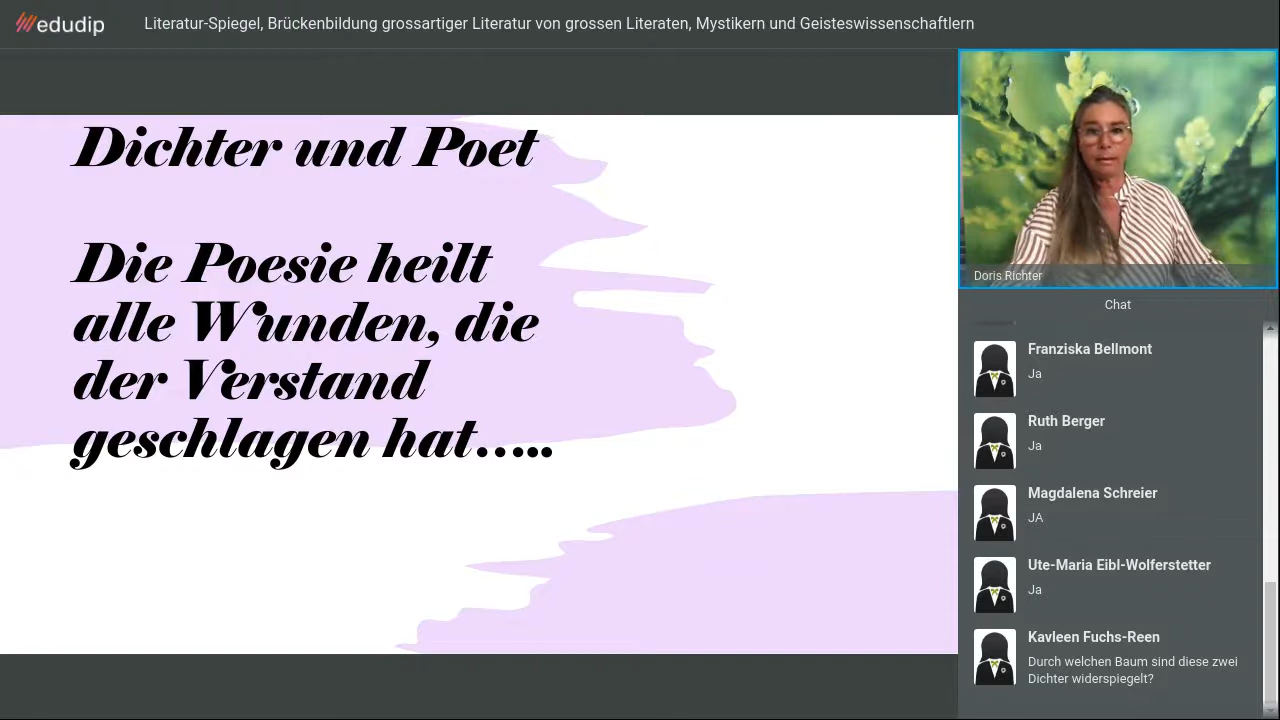 edudip
Literatur-Spiegel, Brückenbildung grossartiger Literatur von grossen Literaten, Mystikern und Geisteswissenschaftlern
Dichter und Poet
Die Poesie heilt
alle Wunden, die
der Verstand
geschlagen hat.....
Doris Richter
Chat
Franziska Bellmont
Ja
Ruth Berger
Ja
Magdalena Schreier
JA
Ute-Maria Eibl-Wolferstetter
Ja
Kavleen Fuchs-Reen
Durch welchen Baum sind diese zwei
Dichter widerspiegelt?